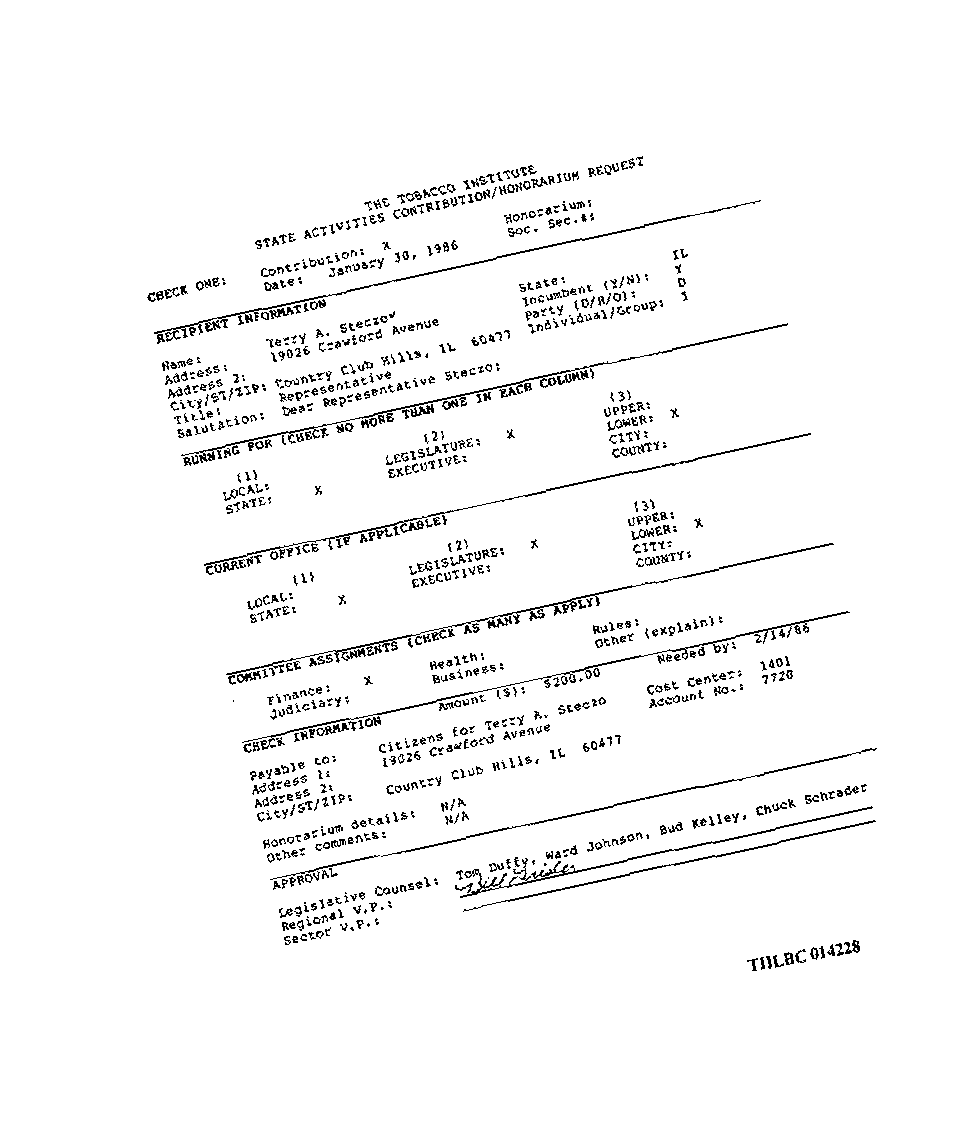 THE TOBACCO INSTITUTE
STATE ACTIVITIES CONTRIBUTION/HONORARIUM REQUEST
CHECK ONE: Contribution: X Honorarium:
Date: January 30, 1986 Soc. Sec.#:
RECIPIENT INFORMATION
Name: Terry A. Steczow State: IL
Address: 19026 Crawford Avenue Incumbent (Y/N): Y
Address 2: Party (D/R/O): D
City/ST/ZIP: Country Club Hills, IL 60477 Individual/Group: I
Title: Representative
Salutation: Dear Representative Steczo:
RUNNING FOR (CHECK NO MORE THAN ONE IN EACH COLUMN)
(1) (2) (3)
LOCAL: LEGISLATURE: X UPPER:
STATE: X EXECUTIVE: LOWER: X
CITY:
COUNTY:
CURRENT OFFICE (IF APPLICABLE)
(1) (2) (3)
LOCAL: LEGISLATURE: X UPPER:
STATE: X EXECUTIVE: LOWER: X
CITY:
COUNTY:
COMMITTEE ASSIGNMENTS (CHECK AS MANY AS APPLY)
Finance: X Health: Rules:
Judiciary: Business: Other (explain):
CHECK INFORMATION Amount ($): $200.00 Needed by: 2/14/86
Payable to: Citizens for Terry A. Steczo Cost Center: 1401
Address 1: 19026 Crawford Avenue Account No.: 7720
Address 2:
City/ST/ZIP: Country Club Hills, IL 60477
Honorarium details: N/A
Other comments: N/A
APPROVAL
Legislative Counsel: Tom Duffy, Ward Johnson, Bud Kelley, Chuck Schrader
Regional V.P.: Bill
Sector V.P.:
TIILBC 014228